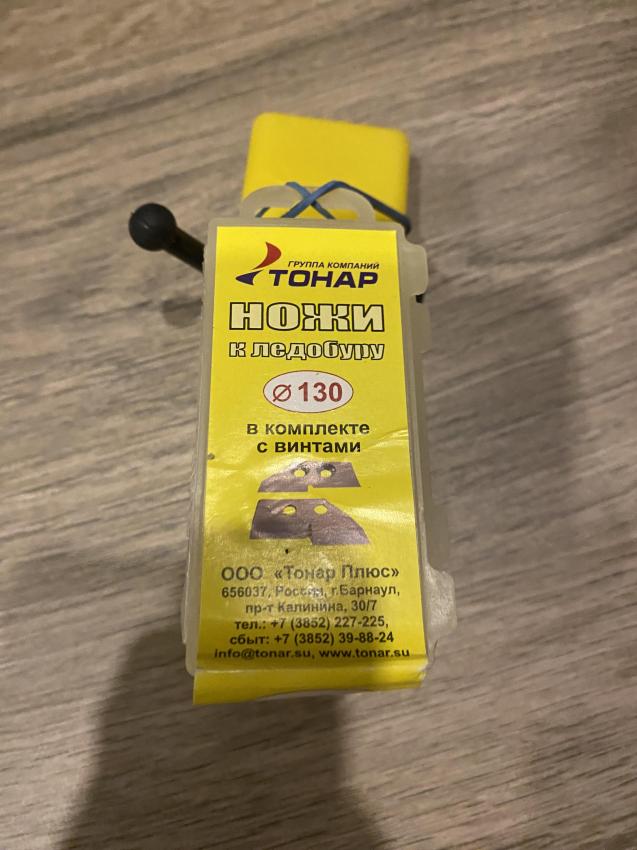 ГРУППА КОМПАНИЙ
ТОНАР
НОЖИ
К ЛЕДОБУРУ
⌀ 130
в комплекте
с винтами
ООО «Тонар Плюс»
656037, Россия, г.Барнаул,
пр-т Калинина, 30/7
тел.: +7 (3852) 227-225,
сбыт: +7 (3852) 39-88-24
info@tonar.su, www.tonar.su